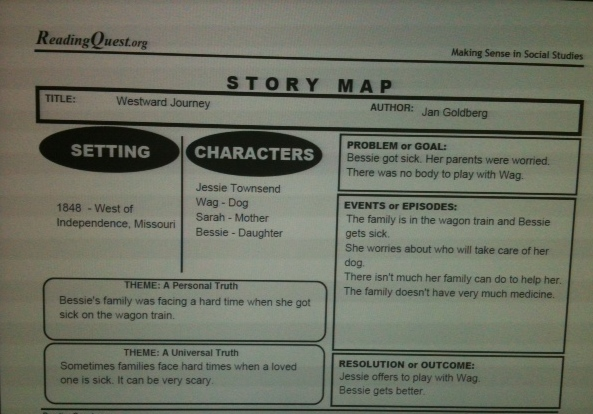 ReadingQuest.org
Making Sense in Social Studies
STORY MAP
TITLE: Westward Journey
AUTHOR: Jan Goldberg
SETTING
1848 - West of
Independence, Missouri
CHARACTERS
Jessie Townsend
Wag - Dog
Sarah - Mother
Bessie - Daughter
PROBLEM or GOAL:
Bessie got sick. Her parents were worried.
There was no body to play with Wag.
EVENTS or EPISODES:
The family is in the wagon train and Bessie
gets sick.
She worries about who will take care of her
dog.
There isn't much her family can do to help her.
The family doesn't have very much medicine.
THEME: A Personal Truth
Bessie's family was facing a hard time when she got
sick on the wagon train.
THEME: A Universal Truth
Sometimes families face hard times when a loved
one is sick. It can be very scary.
RESOLUTION or OUTCOME:
Jessie offers to play with Wag.
Bessie gets better.